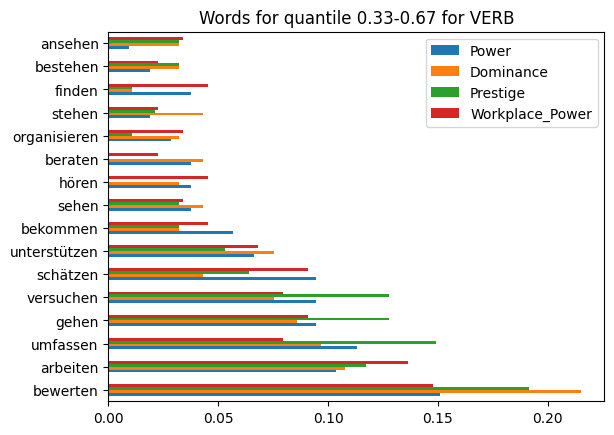 Words for quantile 0.33-0.67 for VERB
ansehen
bestehen
finden
stehen
organisieren
beraten
hören
sehen
bekommen
unterstützen
schätzen
versuchen
gehen
umfassen
arbeiten
bewerten
Power
Dominance
Prestige
Workplace_Power
0.00 0.05 0.10 0.15 0.20